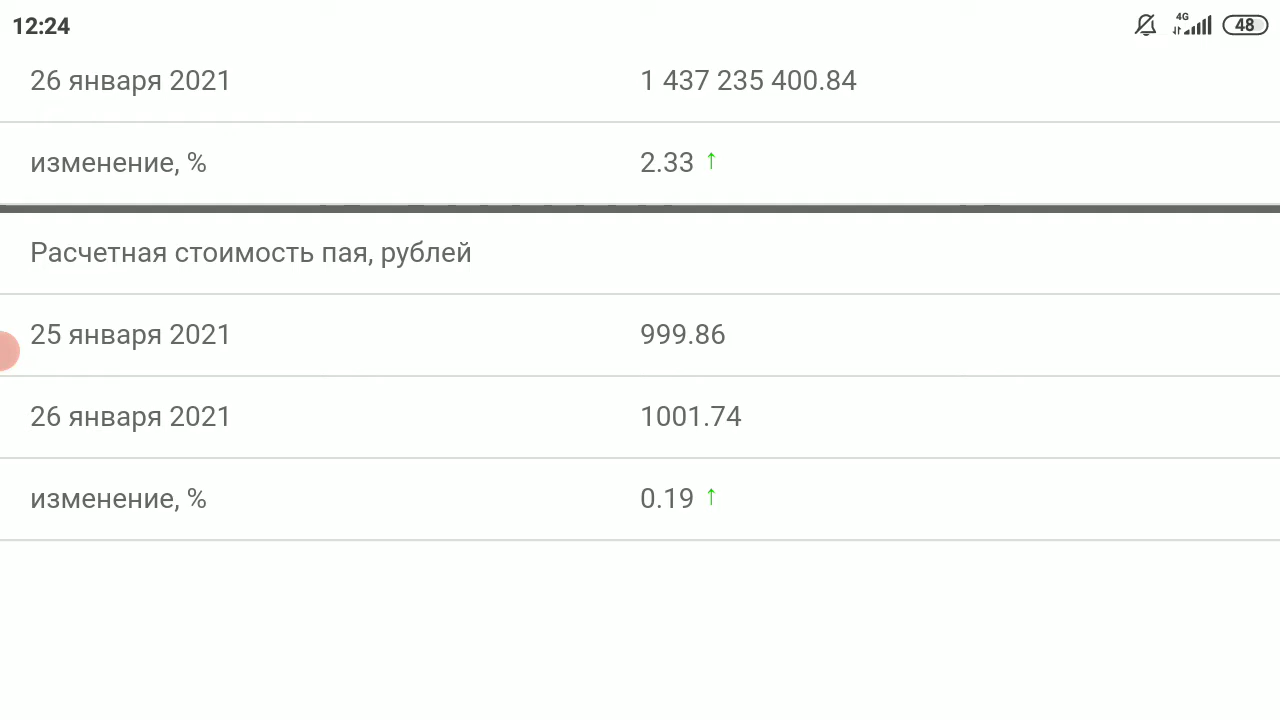 12:24
4G
48
26 января 2021 1 437 235 400.84
изменение, % 2.33 ↑
Расчетная стоимость пая, рублей
25 января 2021 999.86
26 января 2021 1001.74
изменение, % 0.19 ↑